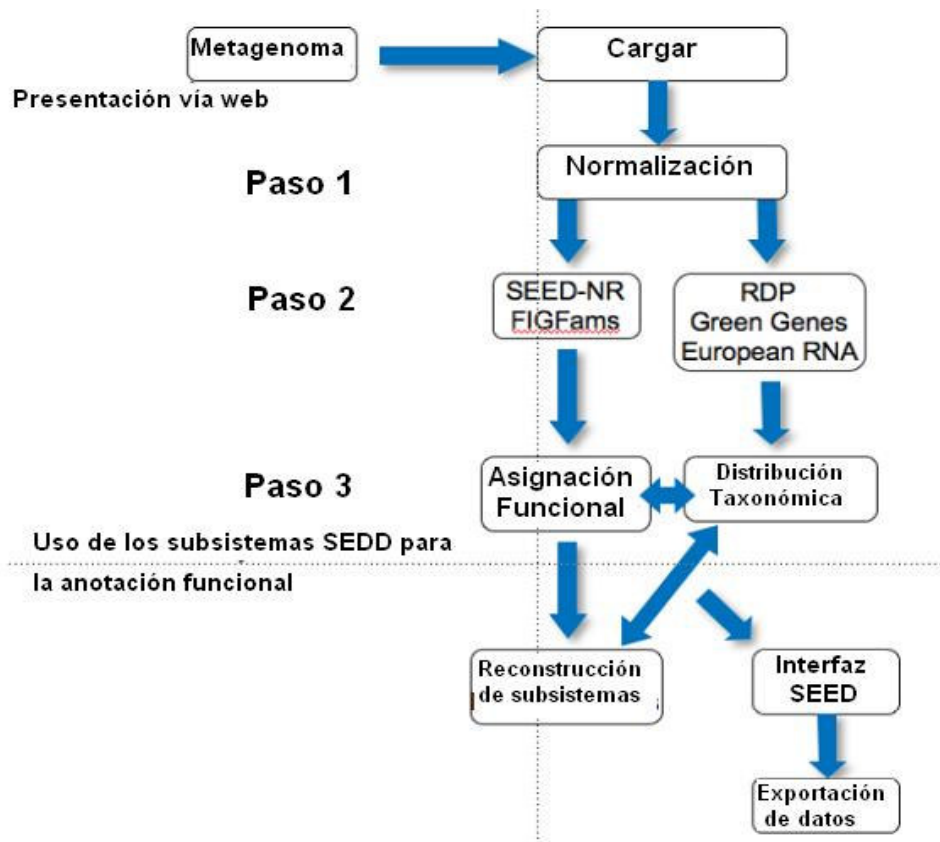 Metagenoma
Cargar
Presentación vía web
Paso 1
Normalización
Paso 2
SEED-NR
FIGFams
RDP
Green Genes
European RNA
Paso 3
Asignación
Funcional
Distribución
Taxonómica
Uso de los subsistemas SEDD para
la anotación funcional
Reconstrucción
de subsistemas
Interfaz
SEED
Exportación
de datos